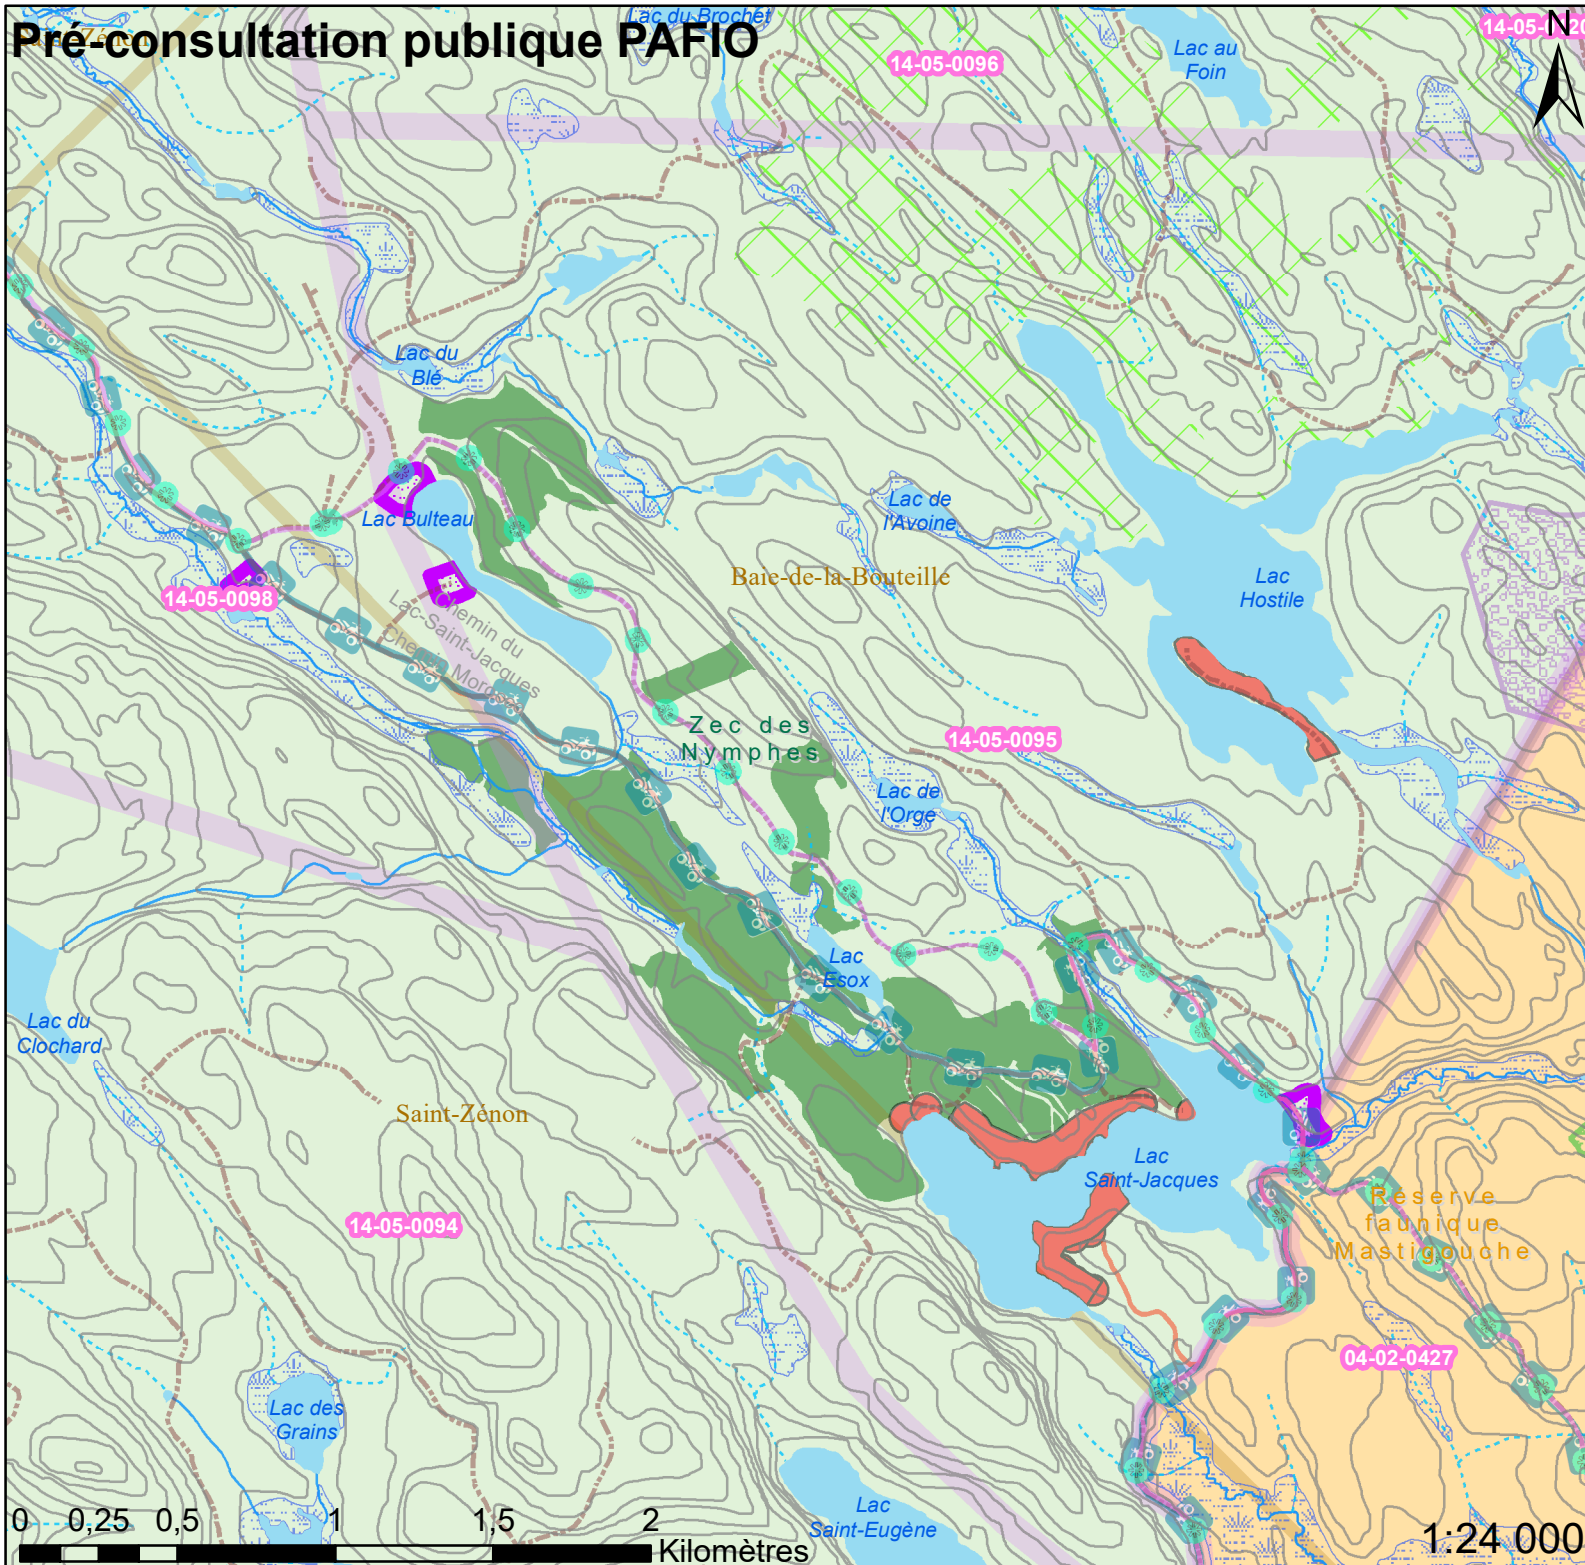 Pré-consultation publique PAFIO
Lac du Brochet
14-05-0096
Lac au
Foin
N
Lac du
Blé
Lac Bulteau
Lac de
l'Avoine
Baie-de-la-Bouteille
Lac
Hostile
14-05-0098
Chemin du
Lac-Saint-Jacques
Zec des
Nymphes
14-05-0095
Lac de
l'Orge
Lac
Esox
Lac du
Clochard
Saint-Zénon
Lac
Saint-Jacques
14-05-0094
Réserve
faunique
Mastigouche
04-02-0427
Lac des
Grains
Lac
Saint-Eugène
0 0,25 0,5 1 1,5 2
Kilomètres
1:24 000